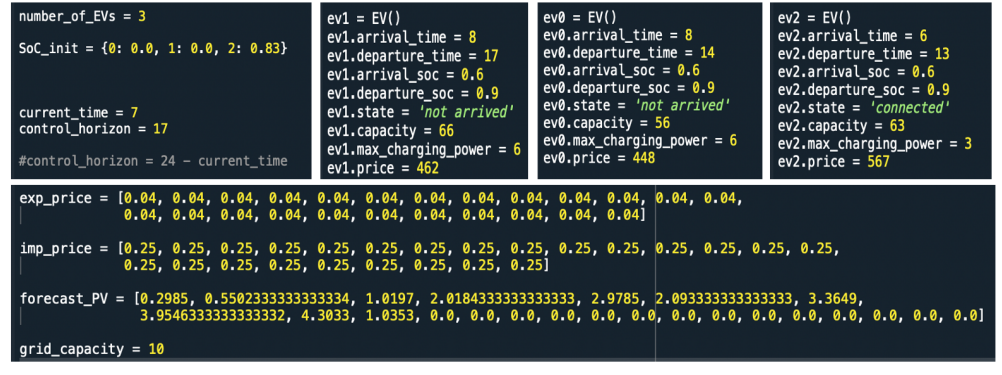 number_of_EVs = 3
SoC_init = {0: 0.0, 1: 0.0, 2: 0.83}
current_time = 7
control_horizon = 17
#control_horizon = 24 - current_time
ev1 = EV()
ev1.arrival_time = 8
ev1.departure_time = 17
ev1.arrival_soc = 0.6
ev1.departure_soc = 0.9
ev1.state = 'not arrived'
ev1.capacity = 66
ev1.max_charging_power = 6
ev1.price = 462
ev0 = EV()
ev0.arrival_time = 8
ev0.departure_time = 14
ev0.arrival_soc = 0.6
ev0.departure_soc = 0.9
ev0.state = 'not arrived'
ev0.capacity = 56
ev0.max_charging_power = 6
ev0.price = 448
ev2 = EV()
ev2.arrival_time = 6
ev2.departure_time = 13
ev2.arrival_soc = 0.6
ev2.departure_soc = 0.9
ev2.state = 'connected'
ev2.capacity = 63
ev2.max_charging_power = 3
ev2.price = 567
exp_price = [0.04, 0.04, 0.04, 0.04, 0.04, 0.04, 0.04, 0.04, 0.04, 0.04, 0.04, 0.04, 0.04,
0.04, 0.04, 0.04, 0.04, 0.04, 0.04, 0.04, 0.04, 0.04, 0.04, 0.04]
imp_price = [0.25, 0.25, 0.25, 0.25, 0.25, 0.25, 0.25, 0.25, 0.25, 0.25, 0.25, 0.25, 0.25, 0.25, 0.25,
0.25, 0.25, 0.25, 0.25, 0.25, 0.25, 0.25, 0.25, 0.25]
forecast_PV = [0.2985, 0.5502333333333334, 1.0197, 2.0184333333333333, 2.9785, 2.093333333333333, 3.3649,
3.9546333333333332, 4.3033, 1.0353, 0.0, 0.0, 0.0, 0.0, 0.0, 0.0, 0.0, 0.0, 0.0, 0.0, 0.0, 0.0, 0.0, 0.0]
grid_capacity = 10